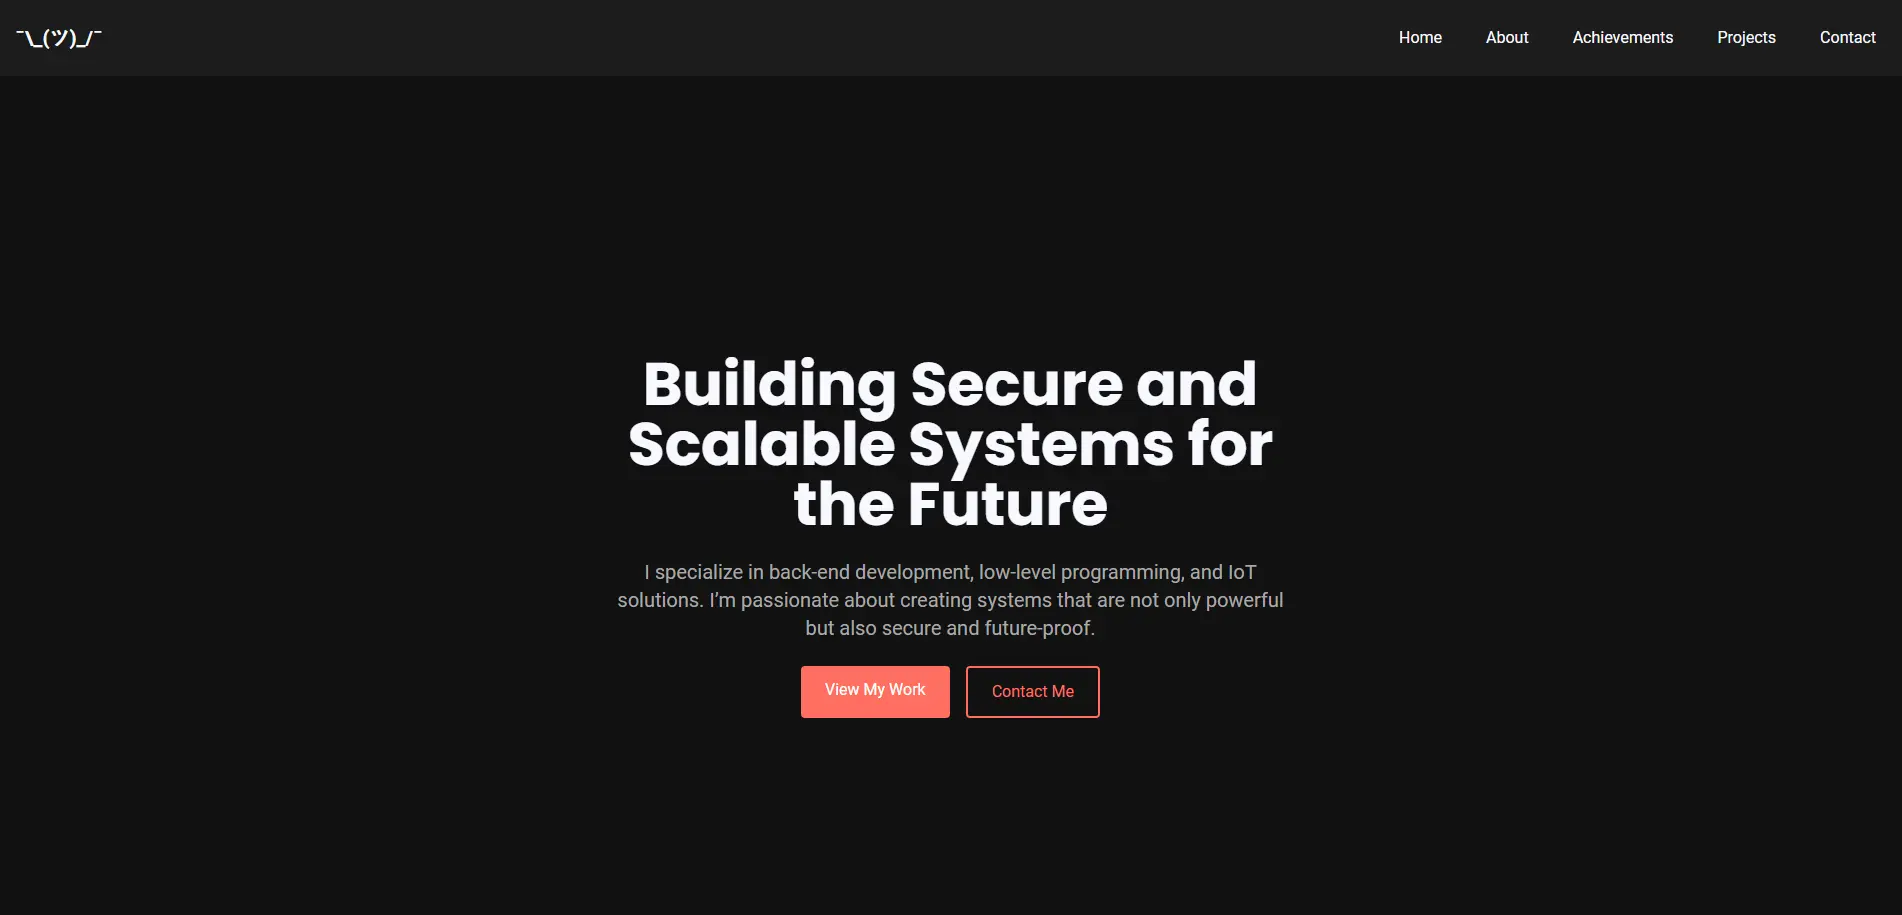 ¯\_(ツ)_/¯
Home About Achievements Projects Contact
Building Secure and
Scalable Systems for
the Future
I specialize in back-end development, low-level programming, and IoT
solutions. I’m passionate about creating systems that are not only powerful
but also secure and future-proof.
View My Work Contact Me